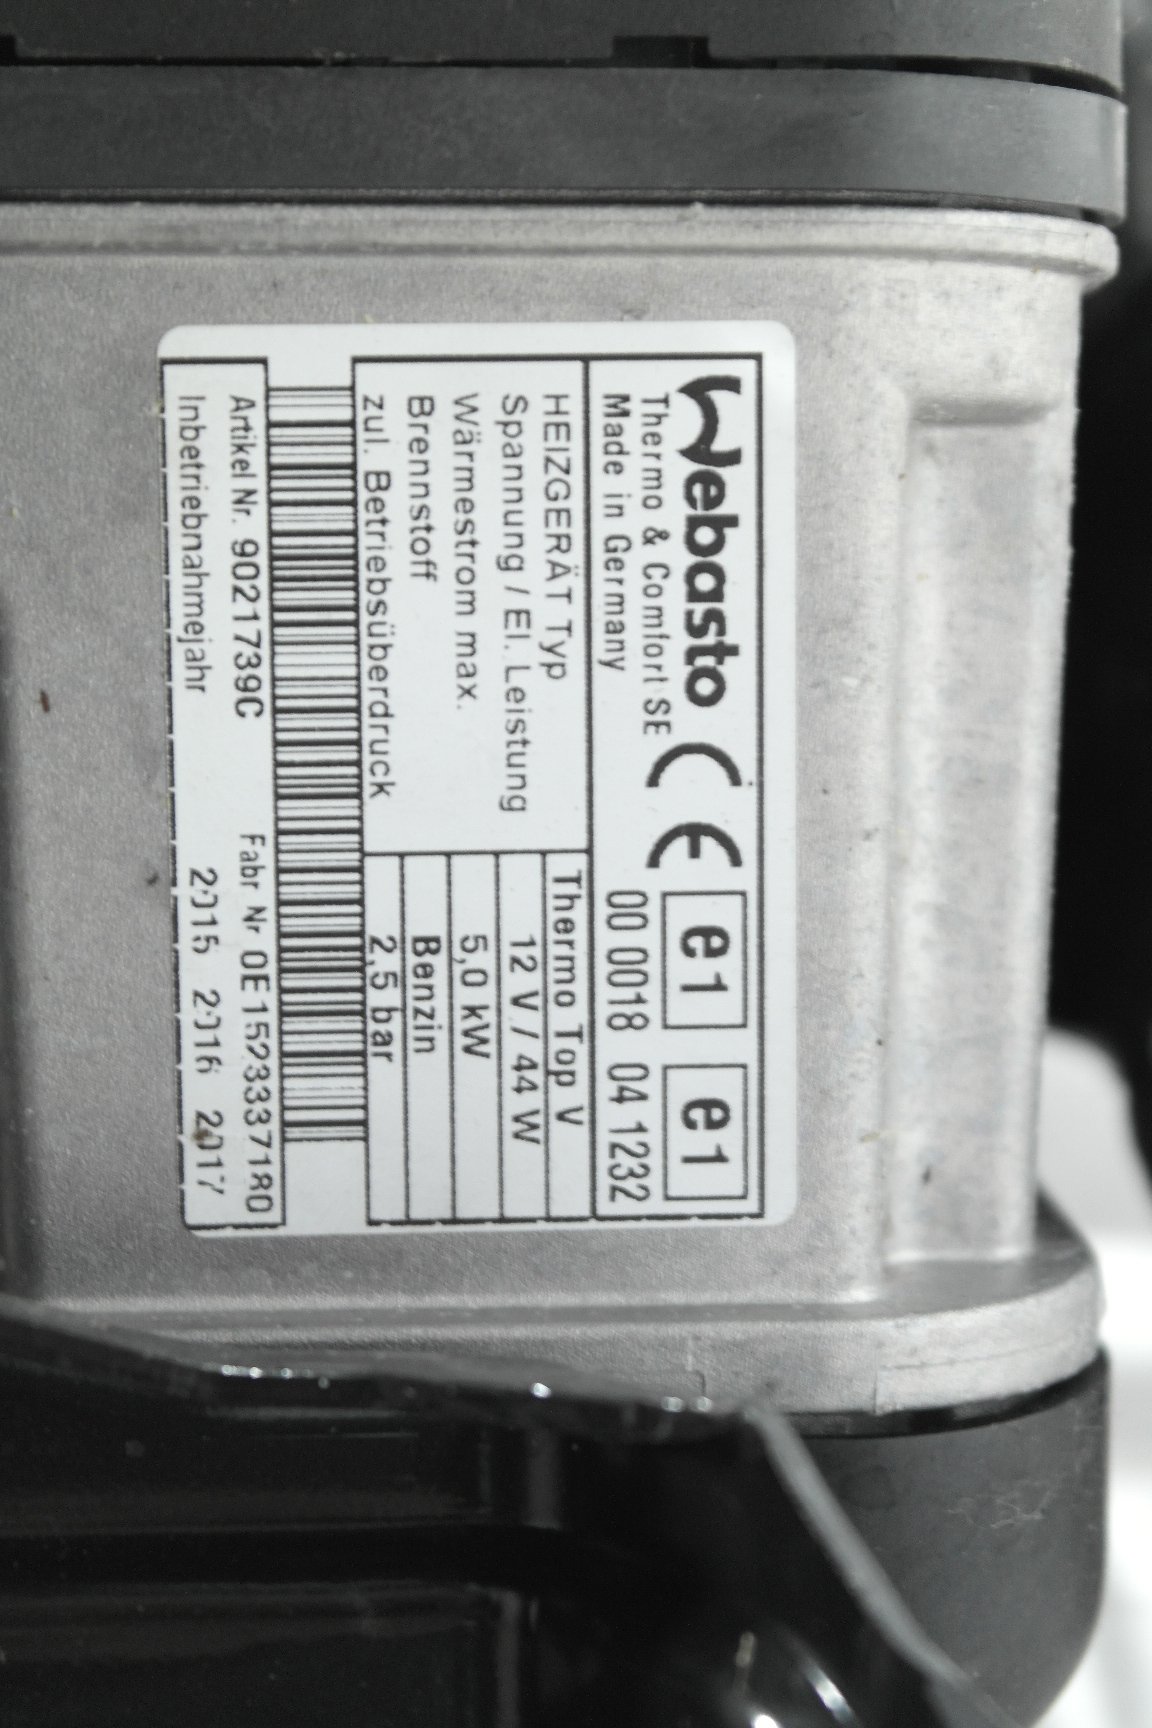 Webasto CE e1 e1
Thermo & Comfort SE
Made in Germany 00 0018 04 1232
HEIZGERÄT Typ Thermo Top V
Spannung / El. Leistung 12 V / 44 W
Wärmestrom max. 5,0 kW
Brennstoff Benzin
zul. Betriebsüberdruck 2,5 bar
Artikel Nr. 9021739C Fabr Nr 0E1523337180
Inbetriebnahmejahr 2015 2016 2017